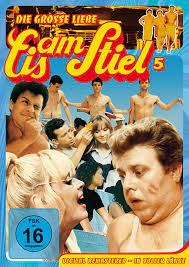 DIE GROSSE LIEBE
Eis am Stiel 5
FSK
16
DIGITAL REMASTERED – IN VOLLER LÄNGE